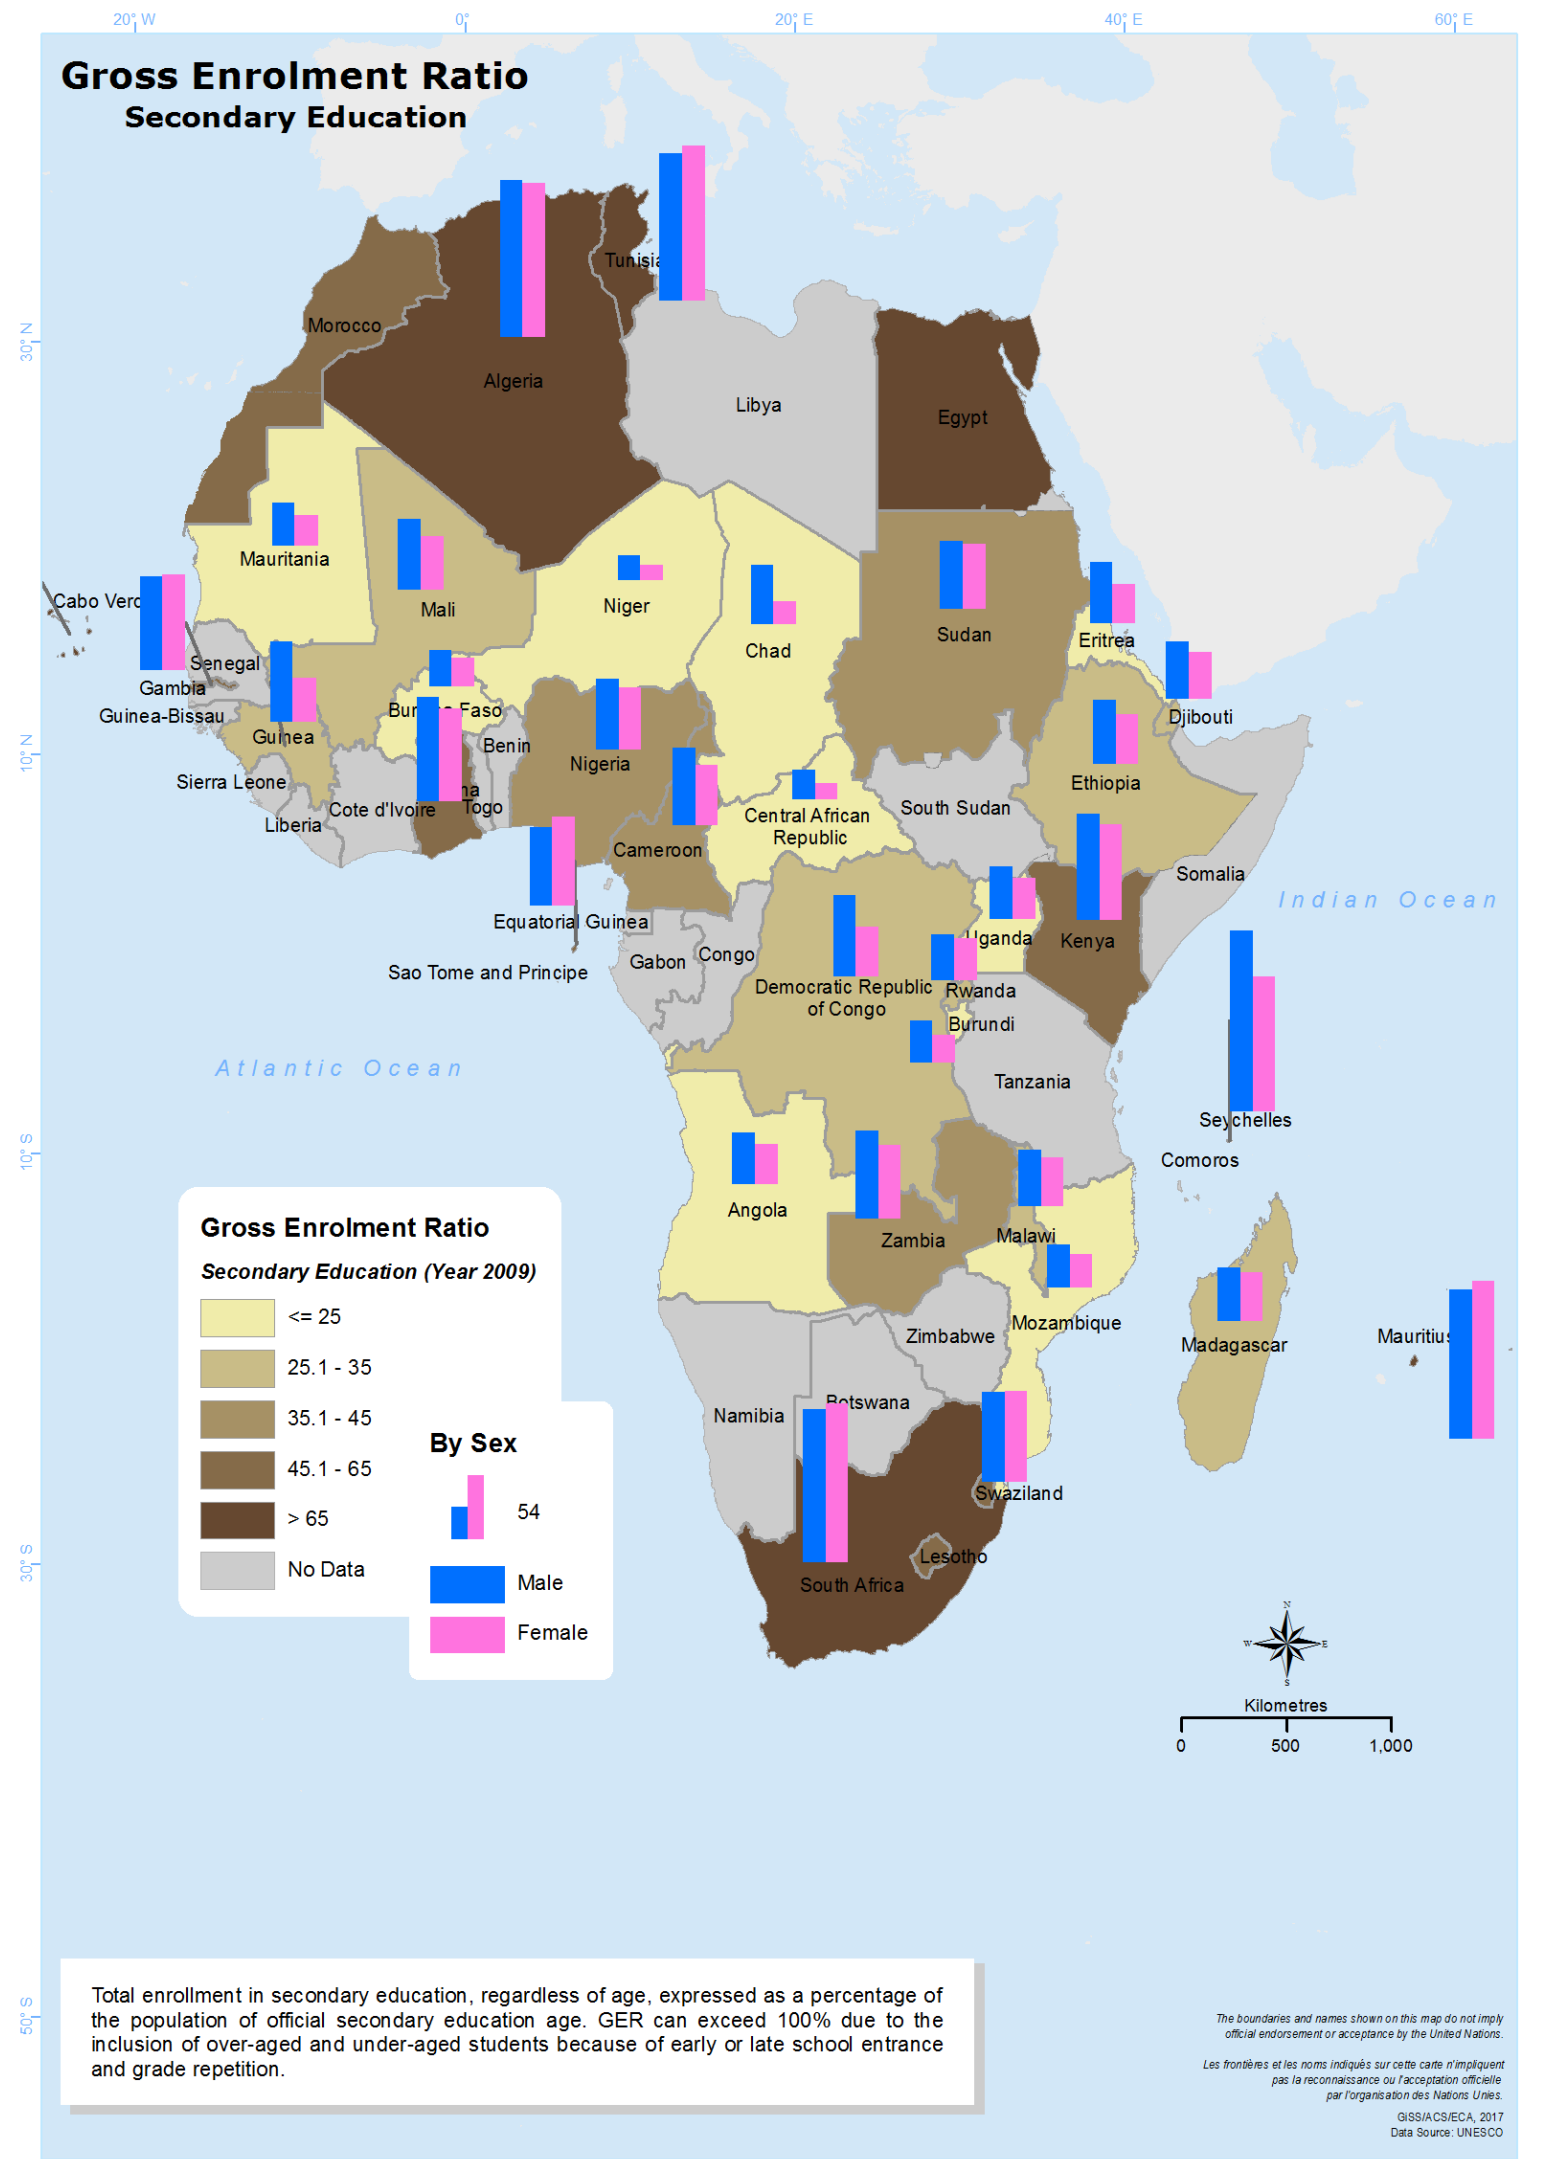 20° W 0° 20° E 40° E 60° E
Gross Enrolment Ratio
Secondary Education
30° N
10° N
10° S
30° S
50° S
Tunisia
Morocco
Algeria
Libya
Egypt
Mauritania
Mali
Niger
Chad
Sudan
Eritrea
Cabo Verd
Senegal
Gambia
Guinea-Bissau
Guinea
Sierra Leone
Liberia
Cote d'Ivoire
na
Togo
Benin
Faso
Nigeria
Cameroon
Central African
Republic
South Sudan
Ethiopia
Djibouti
Somalia
Equatorial Guinea
Sao Tome and Principe
Gabon
Congo
Democratic Republic
of Congo
Uganda
Kenya
Rwanda
Burundi
Tanzania
Indian Ocean
Atlantic Ocean
Seychelles
Comoros
Angola
Zambia
Malawi
Mozambique
Zimbabwe
Madagascar
Mauritius
Namibia
Botswana
Swaziland
Lesotho
South Africa
Gross Enrolment Ratio
Secondary Education (Year 2009)
<= 25
25.1 - 35
35.1 - 45
45.1 - 65
> 65
No Data
By Sex
54
Male
Female
N
W E
S
Kilometres
0 500 1,000
Total enrollment in secondary education, regardless of age, expressed as a percentage of
the population of official secondary education age. GER can exceed 100% due to the
inclusion of over-aged and under-aged students because of early or late school entrance
and grade repetition.
The boundaries and names shown on this map do not imply
official endorsement or acceptance by the United Nations.
Les frontières et les noms indiqués sur cette carte n'impliquent
pas la reconnaissance ou l'acceptation officielle
par l'organisation des Nations Unies.
GiSS/ACS/ECA, 2017
Data Source: UNESCO